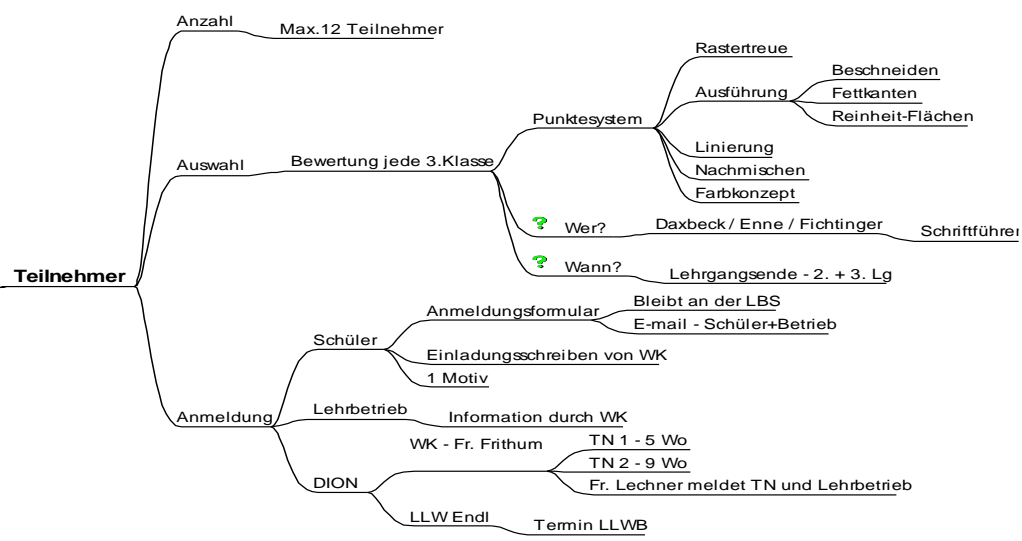 Teilnehmer
Anzahl
Max.12 Teilnehmer
Auswahl
Bewertung jede 3.Klasse
Punktesystem
Rastertreue
Ausführung
Beschneiden
Fettkanten
Reinheit-Flächen
Linierung
Nachmischen
Farbkonzept
? Wer?
Daxbeck / Enne / Fichtinger
Schriftführer
? Wann?
Lehrgangsende - 2. + 3. Lg
Anmeldung
Schüler
Anmeldungsformular
Bleibt an der LBS
E-mail - Schüler+Betrieb
Einladungsschreiben von WK
1 Motiv
Lehrbetrieb
Information durch WK
DION
WK - Fr. Frithum
TN 1 - 5 Wo
TN 2 - 9 Wo
Fr. Lechner meldet TN und Lehrbetrieb
LLW Endl
Termin LLWB